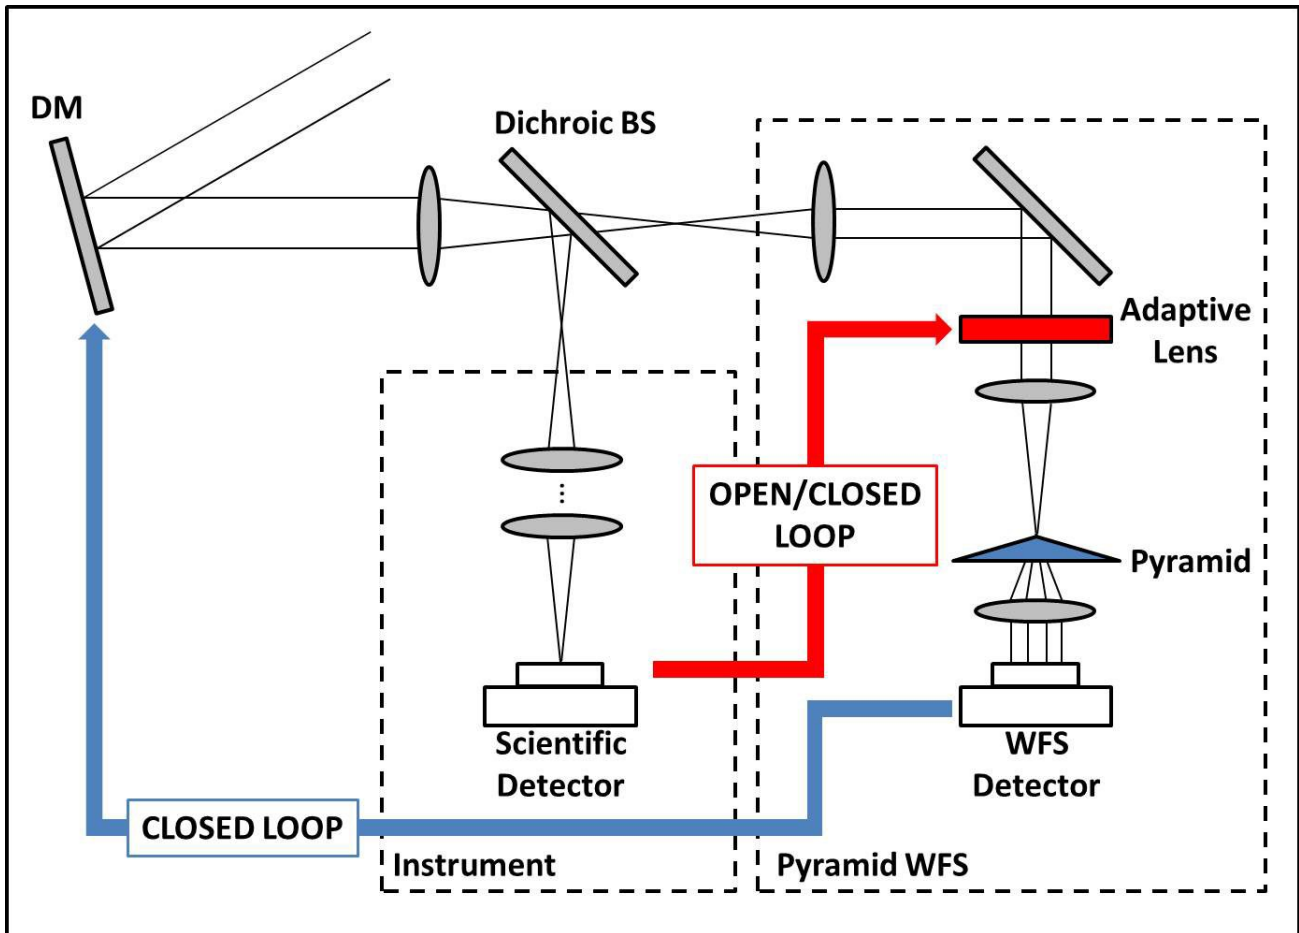 DM
Dichroic BS
Adaptive
Lens
OPEN/CLOSED
LOOP
Pyramid
Scientific
Detector
WFS
Detector
CLOSED LOOP
Instrument
Pyramid WFS